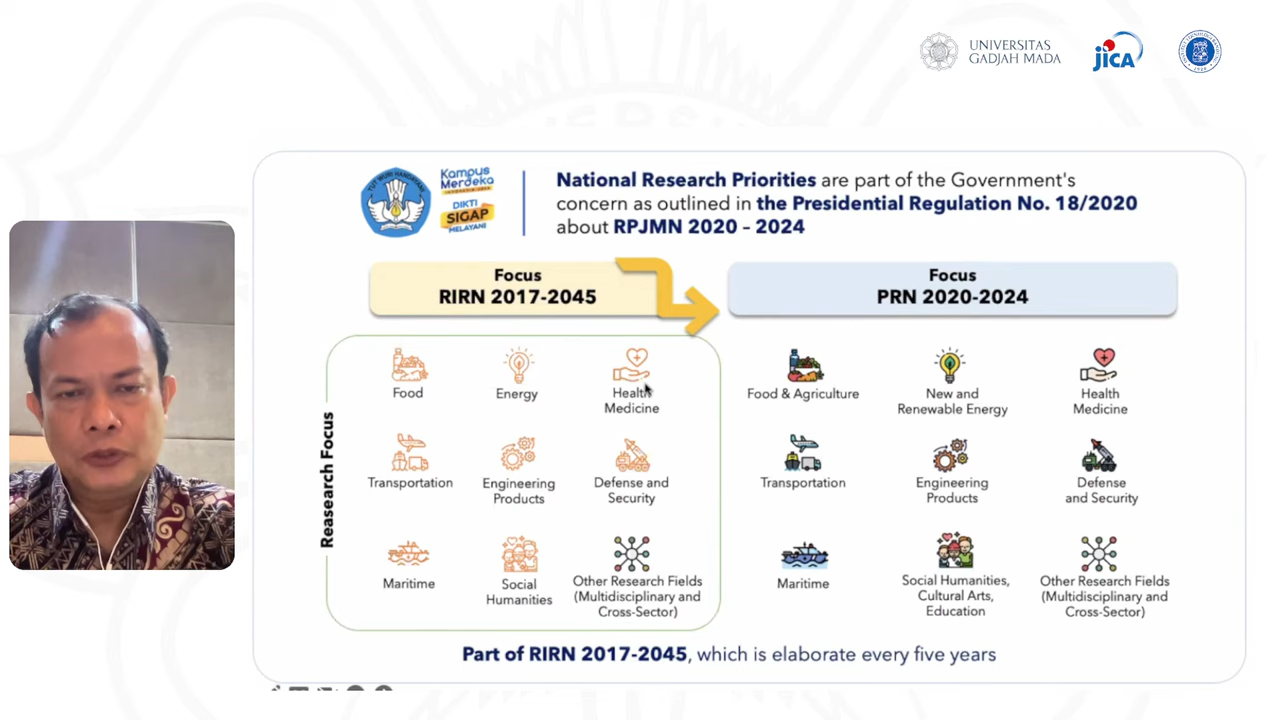 UNIVERSITAS
GADJAH MADA
JICA
Kampus
Merdeka
DIKTI
SIGAP
MELAYANI
National Research Priorities are part of the Government's
concern as outlined in the Presidential Regulation No. 18/2020
about RPJMN 2020 – 2024
Focus
RIRN 2017-2045
Focus
PRN 2020-2024
Reasearch Focus
Food
Energy
Health
Medicine
Transportation
Engineering
Products
Defense and
Security
Maritime
Social
Humanities
Other Research Fields
(Multidisciplinary and
Cross-Sector)
Food & Agriculture
New and
Renewable Energy
Health
Medicine
Transportation
Engineering
Products
Defense
and Security
Maritime
Social Humanities,
Cultural Arts,
Education
Other Research Fields
(Multidisciplinary and
Cross-Sector)
Part of RIRN 2017-2045, which is elaborate every five years